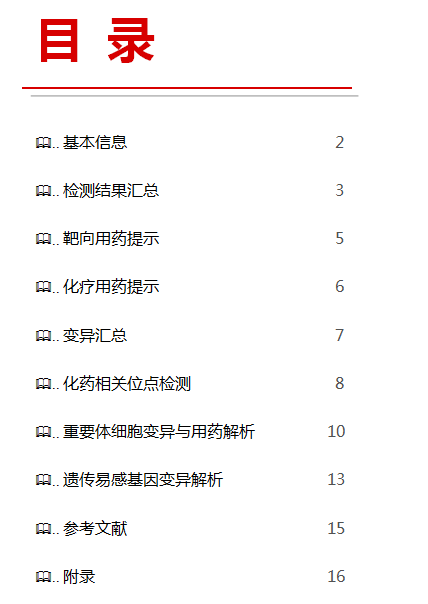 目 录
🕮.. 基本信息 2
🕮.. 检测结果汇总 3
🕮.. 靶向用药提示 5
🕮.. 化疗用药提示 6
🕮.. 变异汇总 7
🕮.. 化药相关位点检测 8
🕮.. 重要体细胞变异与用药解析 10
🕮.. 遗传易感基因变异解析 13
🕮.. 参考文献 15
🕮.. 附录 16